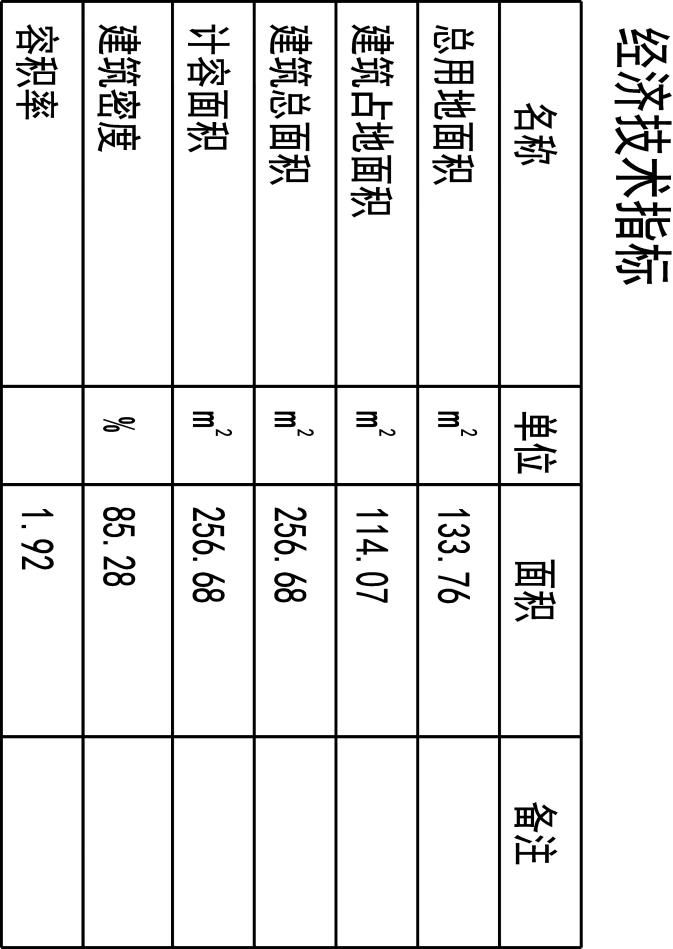 经济技术指标
名称 单位 面积 备注
总用地面积 m² 133.76
建筑占地面积 m² 114.07
建筑总面积 m² 256.68
计容面积 m² 256.68
建筑密度 % 85.28
容积率 1.92